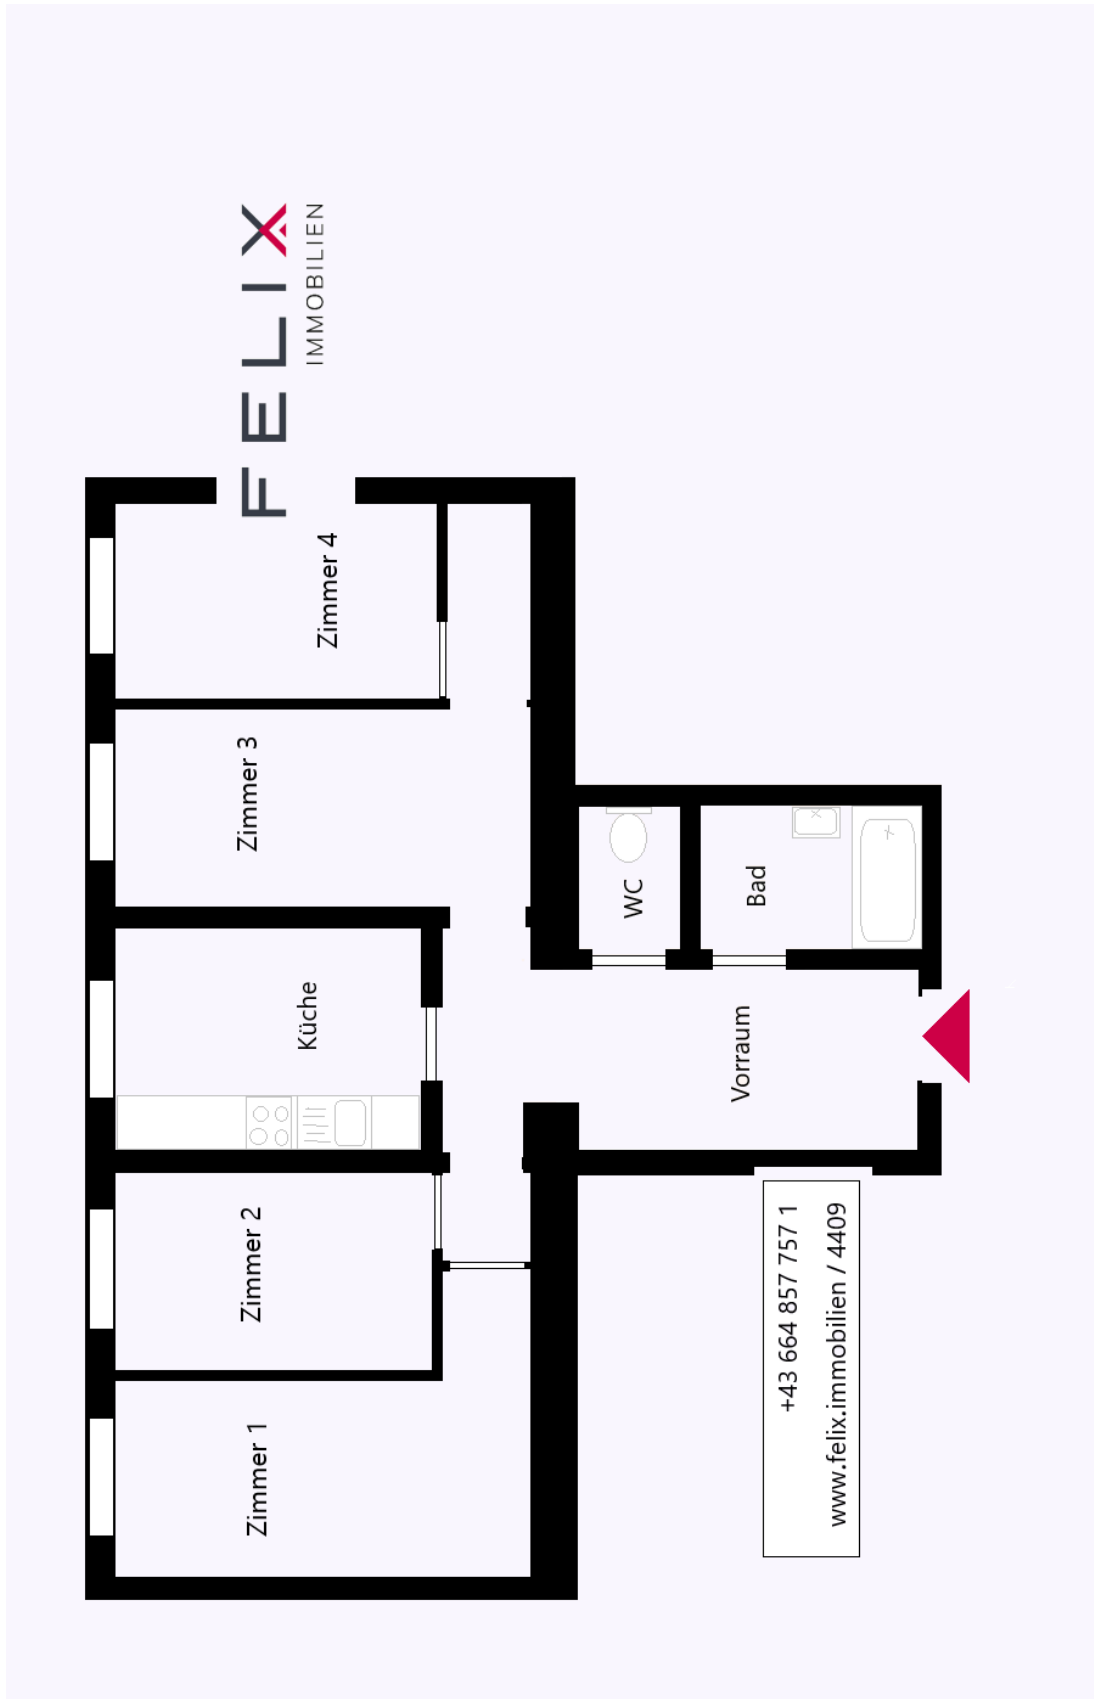 FELIX
IMMOBILIEN
Zimmer 4
Zimmer 3
WC
Bad
Küche
Vorraum
Zimmer 2
Zimmer 1
+43 664 857 757 1
www.felix.immobilien / 4409